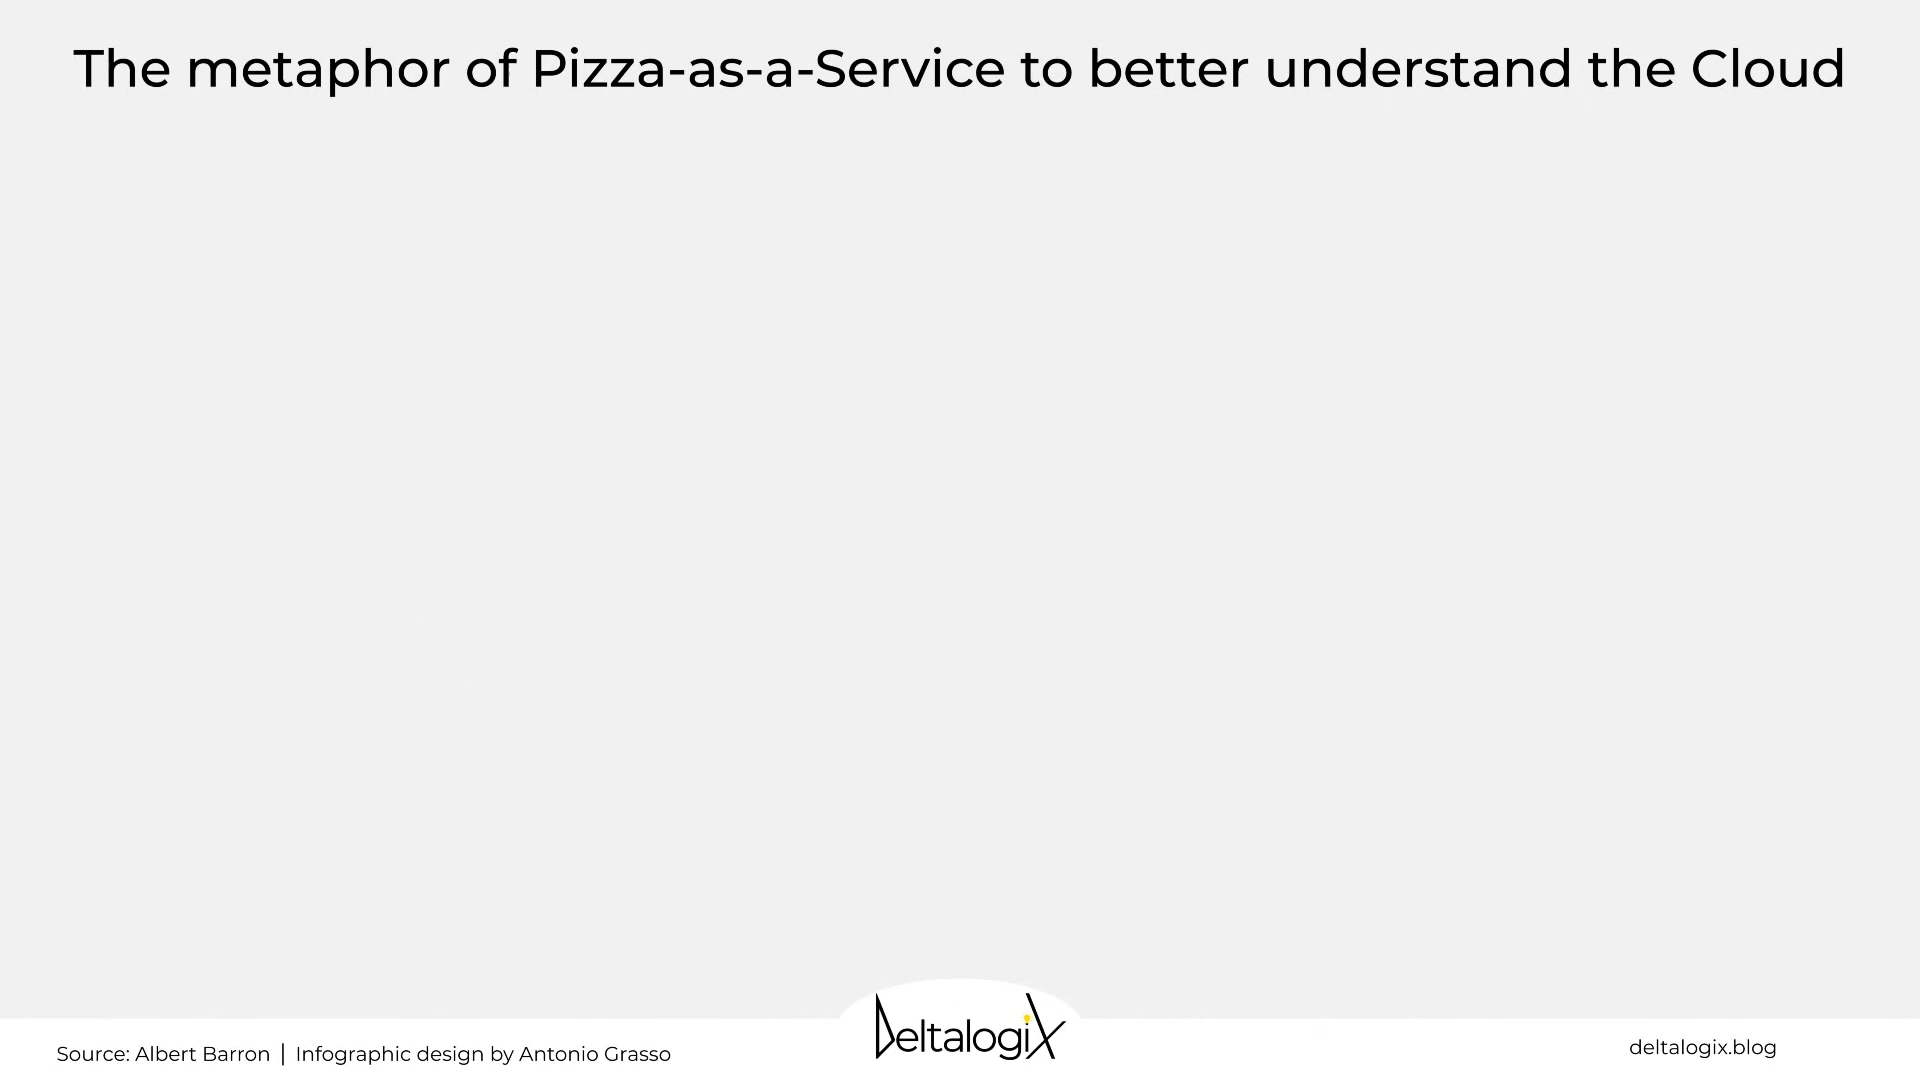 The metaphor of Pizza-as-a-Service to better understand the Cloud
Source: Albert Barron | Infographic design by Antonio Grasso
DeltalogiX
deltalogix.blog